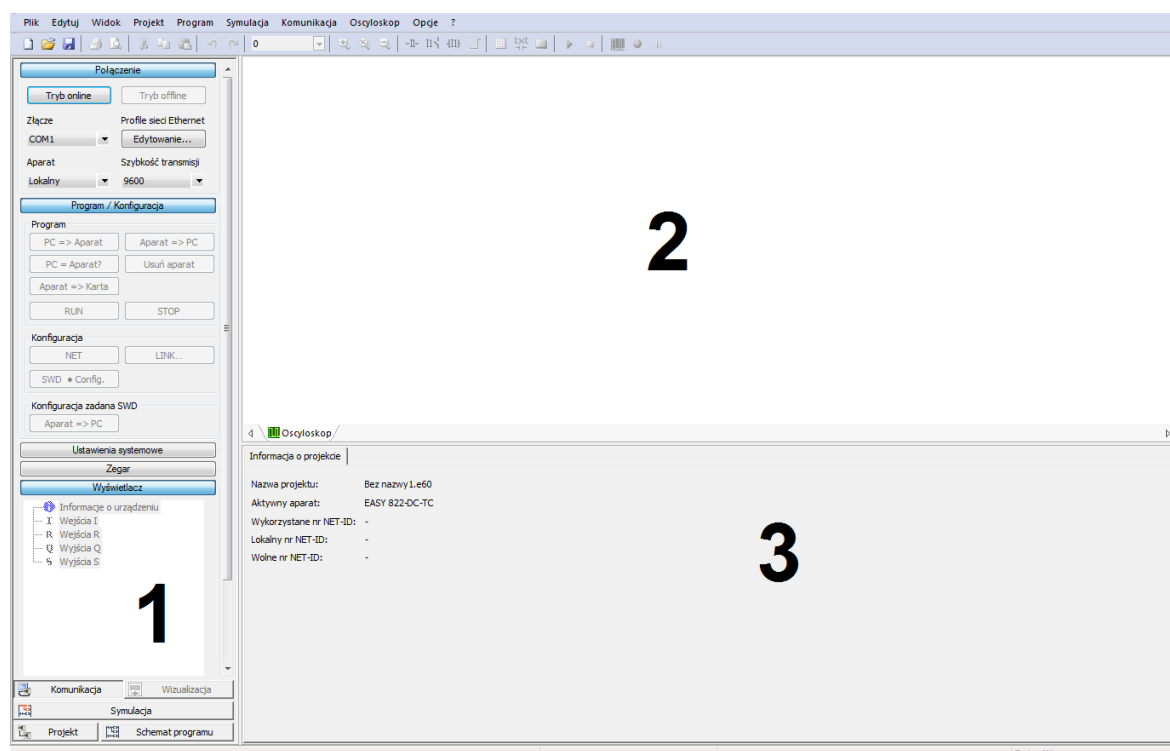 Plik Edytuj Widok Projekt Program Symulacja Komunikacja Oscyloskop Opcje ?
0
Połączenie
Tryb online Tryb offline
Złącze Profile sieci Ethernet
COM1 Edytowanie...
Aparat Szybkość transmisji
Lokalny 9600
Program / Konfiguracja
Program
PC => Aparat Aparat => PC
PC = Aparat? Usuń aparat
Aparat => Karta
RUN STOP
Konfiguracja
NET LINK...
SWD • Config.
Konfiguracja zadana SWD
Aparat => PC
Ustawienia systemowe
Zegar
Wyświetlacz
Informacje o urządzeniu
I Wejścia I
R Wejścia R
Q Wyjścia Q
S Wyjścia S
1
Komunikacja Wizualizacja
Symulacja
Projekt Schemat programu
2
Oscyloskop
Informacja o projekcie
Nazwa projektu: Bez nazwy1.e60
Aktywny aparat: EASY 822-DC-TC
Wykorzystane nr NET-ID: -
Lokalny nr NET-ID: -
Wolne nr NET-ID: -
3